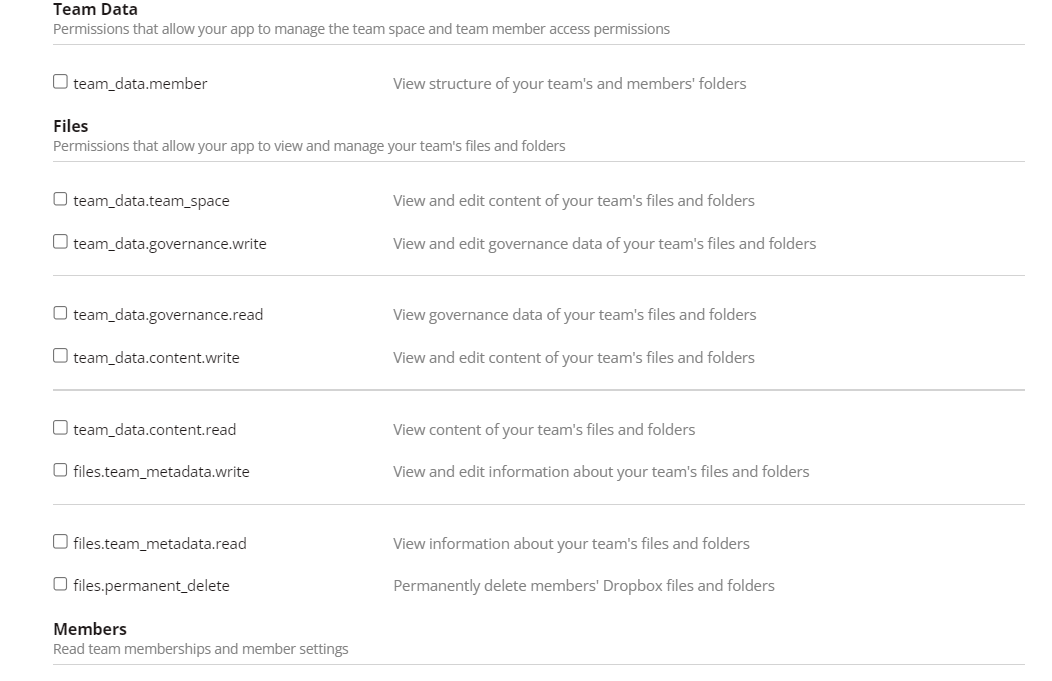 Team Data
Permissions that allow your app to manage the team space and team member access permissions
team_data.member View structure of your team's and members' folders
Files
Permissions that allow your app to view and manage your team's files and folders
team_data.team_space View and edit content of your team's files and folders
team_data.governance.write View and edit governance data of your team's files and folders
team_data.governance.read View governance data of your team's files and folders
team_data.content.write View and edit content of your team's files and folders
team_data.content.read View content of your team's files and folders
files.team_metadata.write View and edit information about your team's files and folders
files.team_metadata.read View information about your team's files and folders
files.permanent_delete Permanently delete members' Dropbox files and folders
Members
Read team memberships and member settings